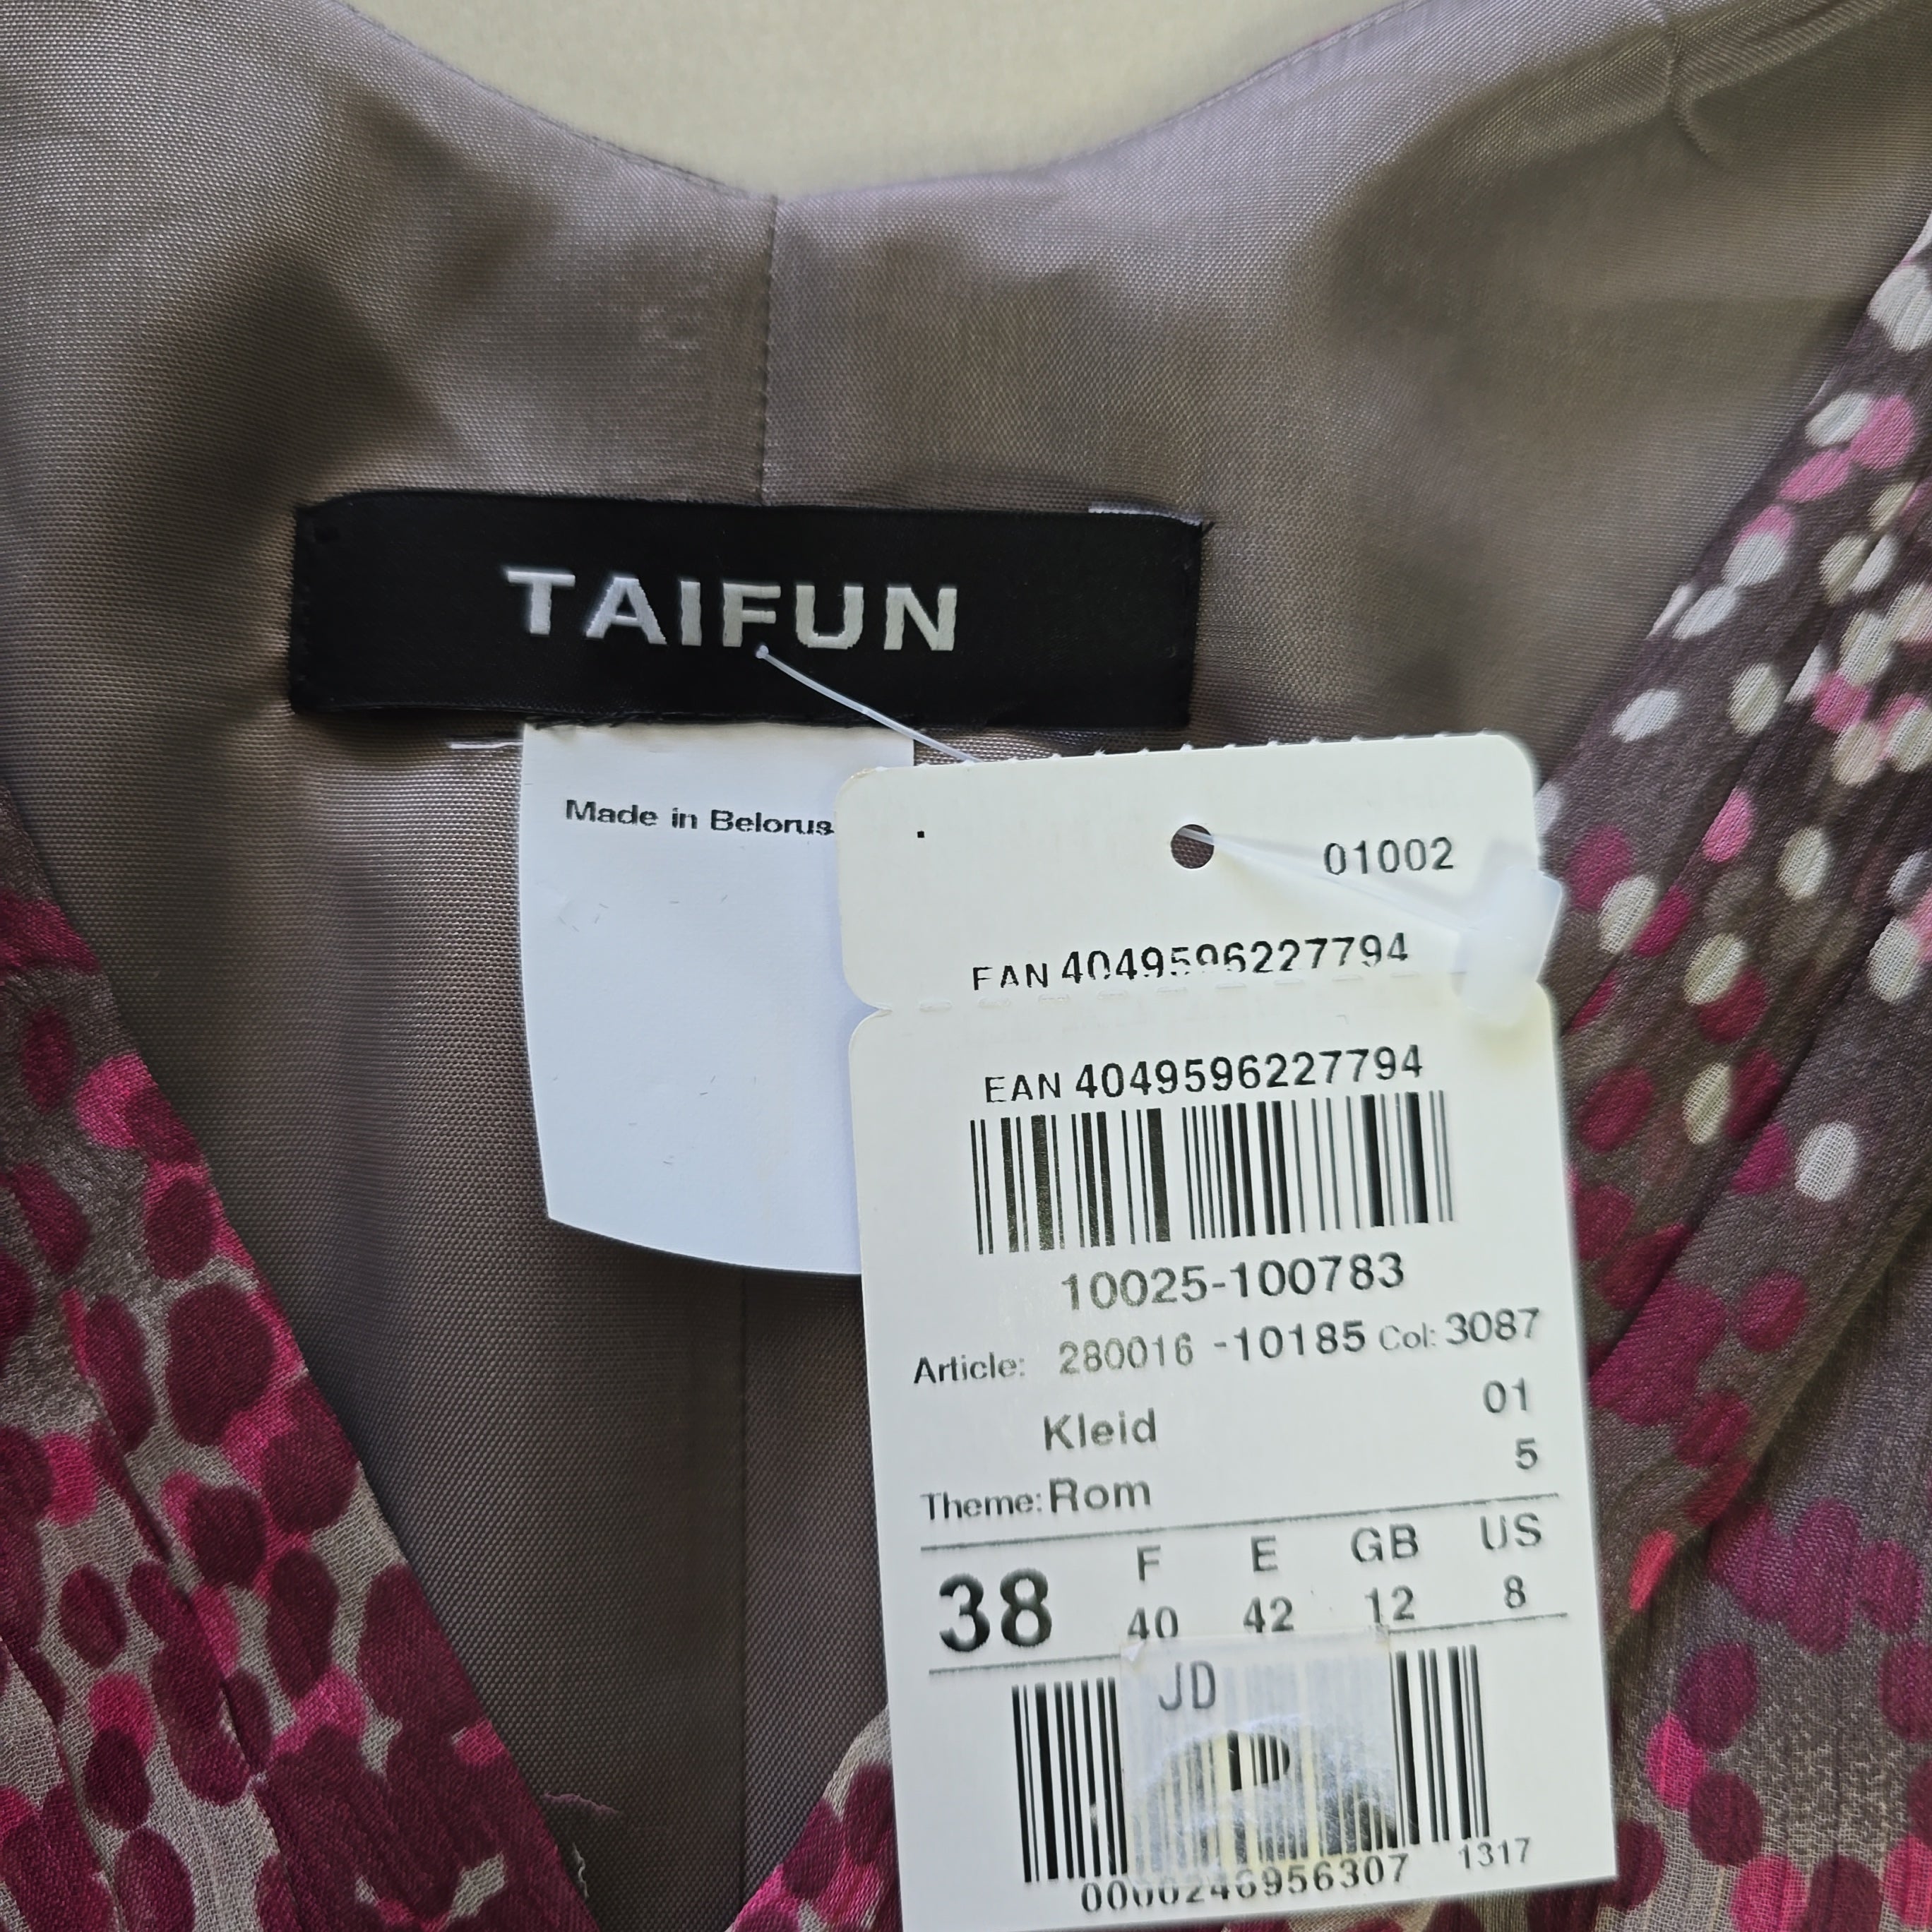 TAIFUN
Made in Belorus
01002
EAN 4049596227794
EAN 4049596227794
10025-100783
Article: 280016 -10185 Col: 3087
Kleid 01
5
Theme: Rom
F E GB US
38 40 42 12 8
JD
0000246956307 1317